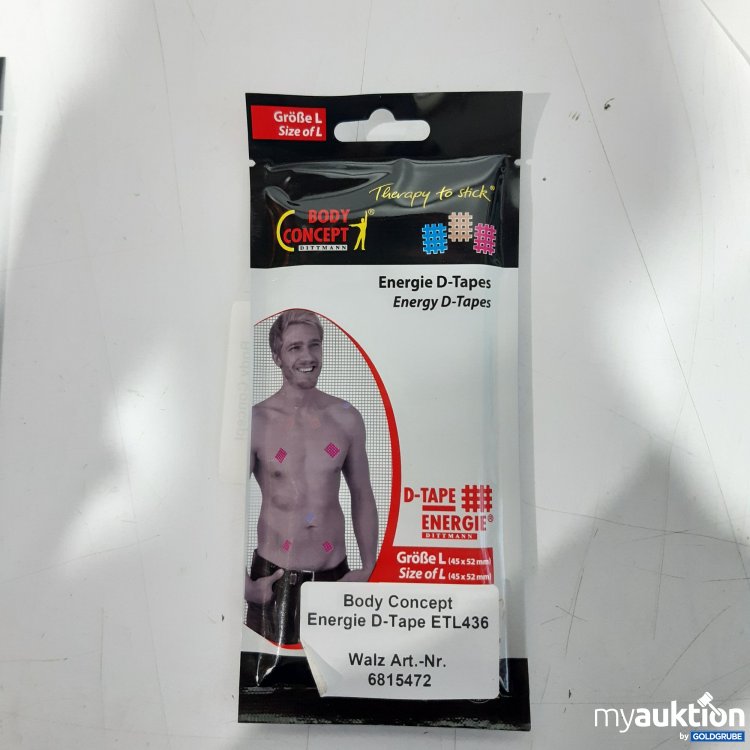 Größe L
Size of L
Therapy to stick®
BODY
CONCEPT®
DITTMANN
Energie D-Tapes
Energy D-Tapes
D-TAPE
ENERGIE®
DITTMANN
Größe L (45 x 52 mm)
Size of L (45 x 52 mm)
Body Concept
Energie D-Tape ETL436
Walz Art.-Nr.
6815472
myauktion
by GOLDGRUBE